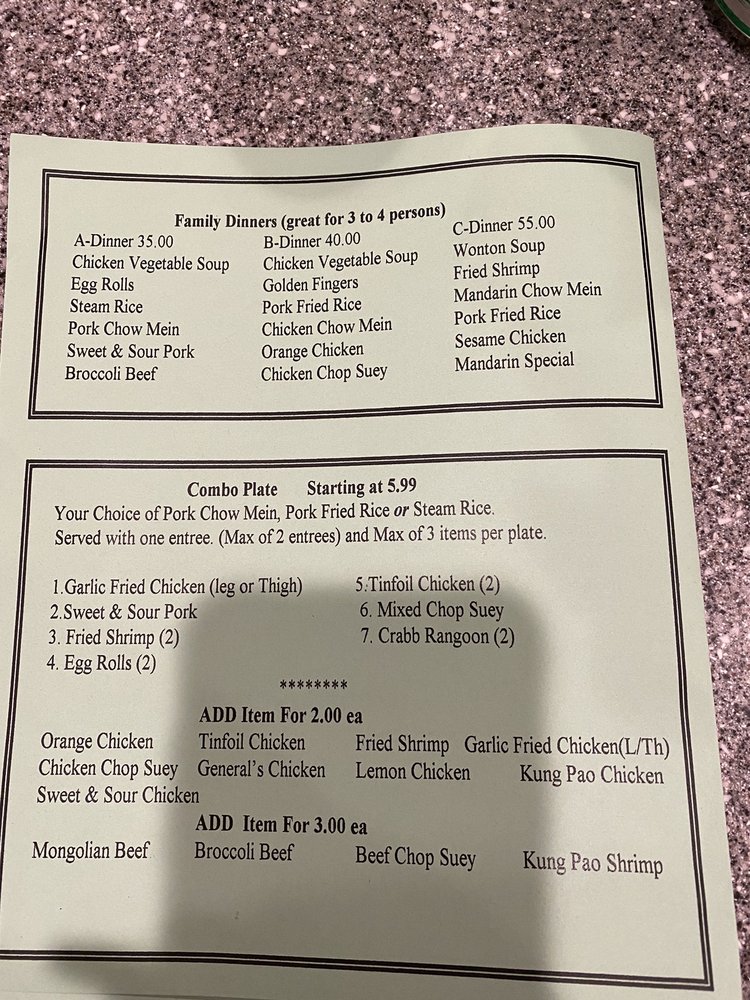 Family Dinners (great for 3 to 4 persons)
A-Dinner 35.00
Chicken Vegetable Soup
Egg Rolls
Steam Rice
Pork Chow Mein
Sweet & Sour Pork
Broccoli Beef
B-Dinner 40.00
Chicken Vegetable Soup
Golden Fingers
Pork Fried Rice
Chicken Chow Mein
Orange Chicken
Chicken Chop Suey
C-Dinner 55.00
Wonton Soup
Fried Shrimp
Mandarin Chow Mein
Pork Fried Rice
Sesame Chicken
Mandarin Special
Combo Plate Starting at 5.99
Your Choice of Pork Chow Mein, Pork Fried Rice or Steam Rice.
Served with one entree. (Max of 2 entrees) and Max of 3 items per plate.
1.Garlic Fried Chicken (leg or Thigh)
2.Sweet & Sour Pork
3. Fried Shrimp (2)
4. Egg Rolls (2)
5.Tinfoil Chicken (2)
6. Mixed Chop Suey
7. Crabb Rangoon (2)
********
ADD Item For 2.00 ea
Orange Chicken Tinfoil Chicken Fried Shrimp Garlic Fried Chicken(L/Th)
Chicken Chop Suey General's Chicken Lemon Chicken Kung Pao Chicken
Sweet & Sour Chicken
ADD Item For 3.00 ea
Mongolian Beef Broccoli Beef Beef Chop Suey Kung Pao Shrimp